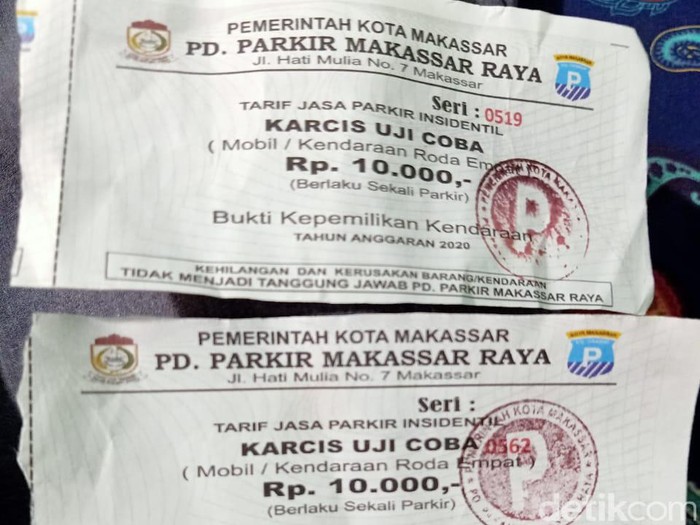 PEMERINTAH KOTA MAKASSAR
PD. PARKIR MAKASSAR RAYA
Jl. Hati Mulia No. 7 Makassar
Seri : 0519
TARIF JASA PARKIR INSIDENTIL
KARCIS UJI COBA
( Mobil / Kendaraan Roda Empat )
Rp. 10.000,-
(Berlaku Sekali Parkir)
Bukti Kepemilikan Kendaraan
TAHUN ANGGARAN 2020
KEHILANGAN DAN KERUSAKAN BARANG/KENDARAAN
TIDAK MENJADI TANGGUNG JAWAB PD. PARKIR MAKASSAR RAYA
PEMERINTAH KOTA MAKASSAR
PD. PARKIR MAKASSAR RAYA
Jl. Hati Mulia No. 7 Makassar
Seri :
TARIF JASA PARKIR INSIDENTIL
KARCIS UJI COBA 0562
( Mobil / Kendaraan Roda Empat )
Rp. 10.000,-
(Berlaku Sekali Parkir)
P
KOTA MAKASSAR
P
detikcom